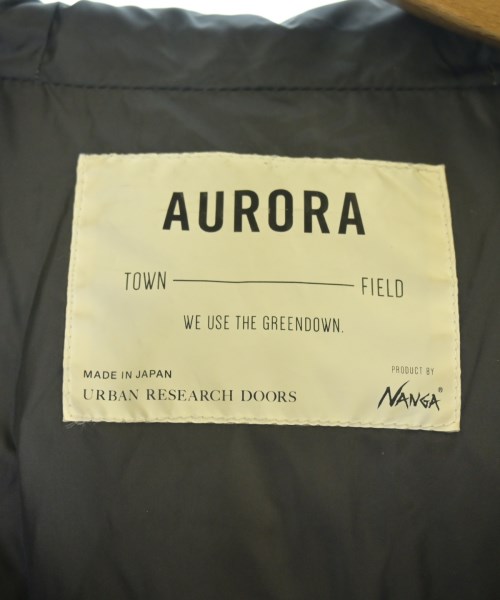 AURORA
TOWN FIELD
WE USE THE GREENDOWN.
MADE IN JAPAN
URBAN RESEARCH DOORS
PRODUCT BY
NANGA®